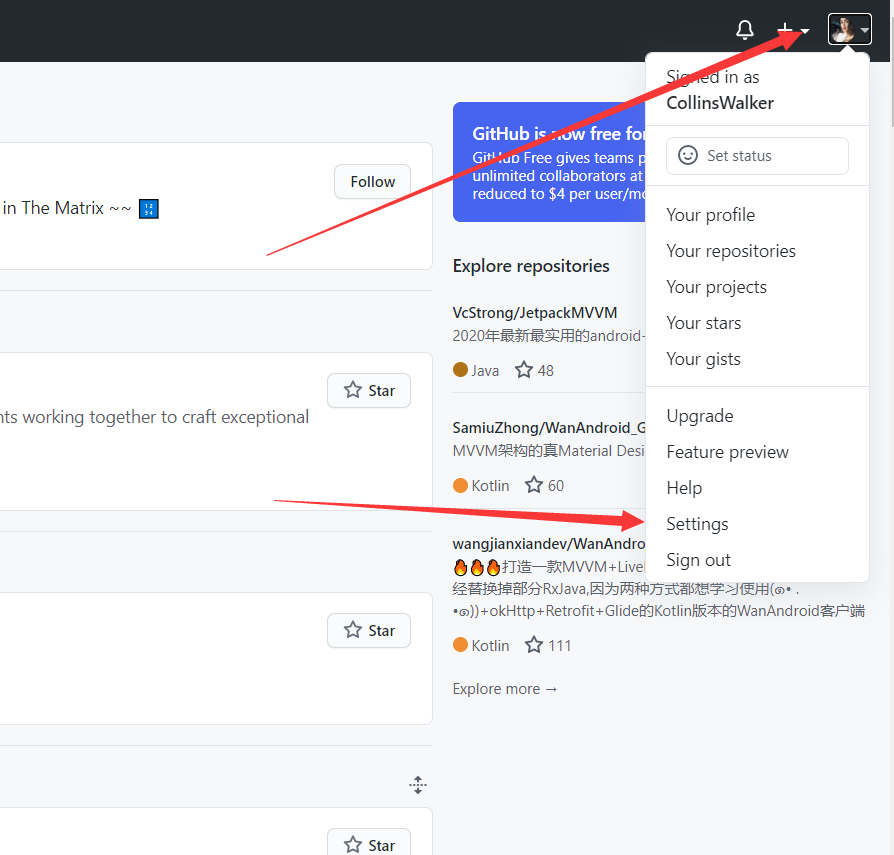 Signed in as
CollinsWalker
Set status
Your profile
Your repositories
Your projects
Your stars
Your gists
Upgrade
Feature preview
Help
Settings
Sign out
Follow
in The Matrix ~~ 🔢
Star
nts working together to craft exceptional
Star
Star
GitHub is now free for
GitHub Free gives teams p
unlimited collaborators at
reduced to $4 per user/mo
Explore repositories
VcStrong/JetpackMVVM
2020年最新最实用的android-
Java 48
SamiuZhong/WanAndroid_G
MVVM架构的真Material Desi
Kotlin 60
wangjianxiandev/WanAndro
🔥🔥🔥打造一款MVVM+Livel
经替换掉部分RxJava,因为两种方式都想学习使用(๑• .
•๑))+okHttp+Retrofit+Glide的Kotlin版本的WanAndroid客户端
Kotlin 111
Explore more →